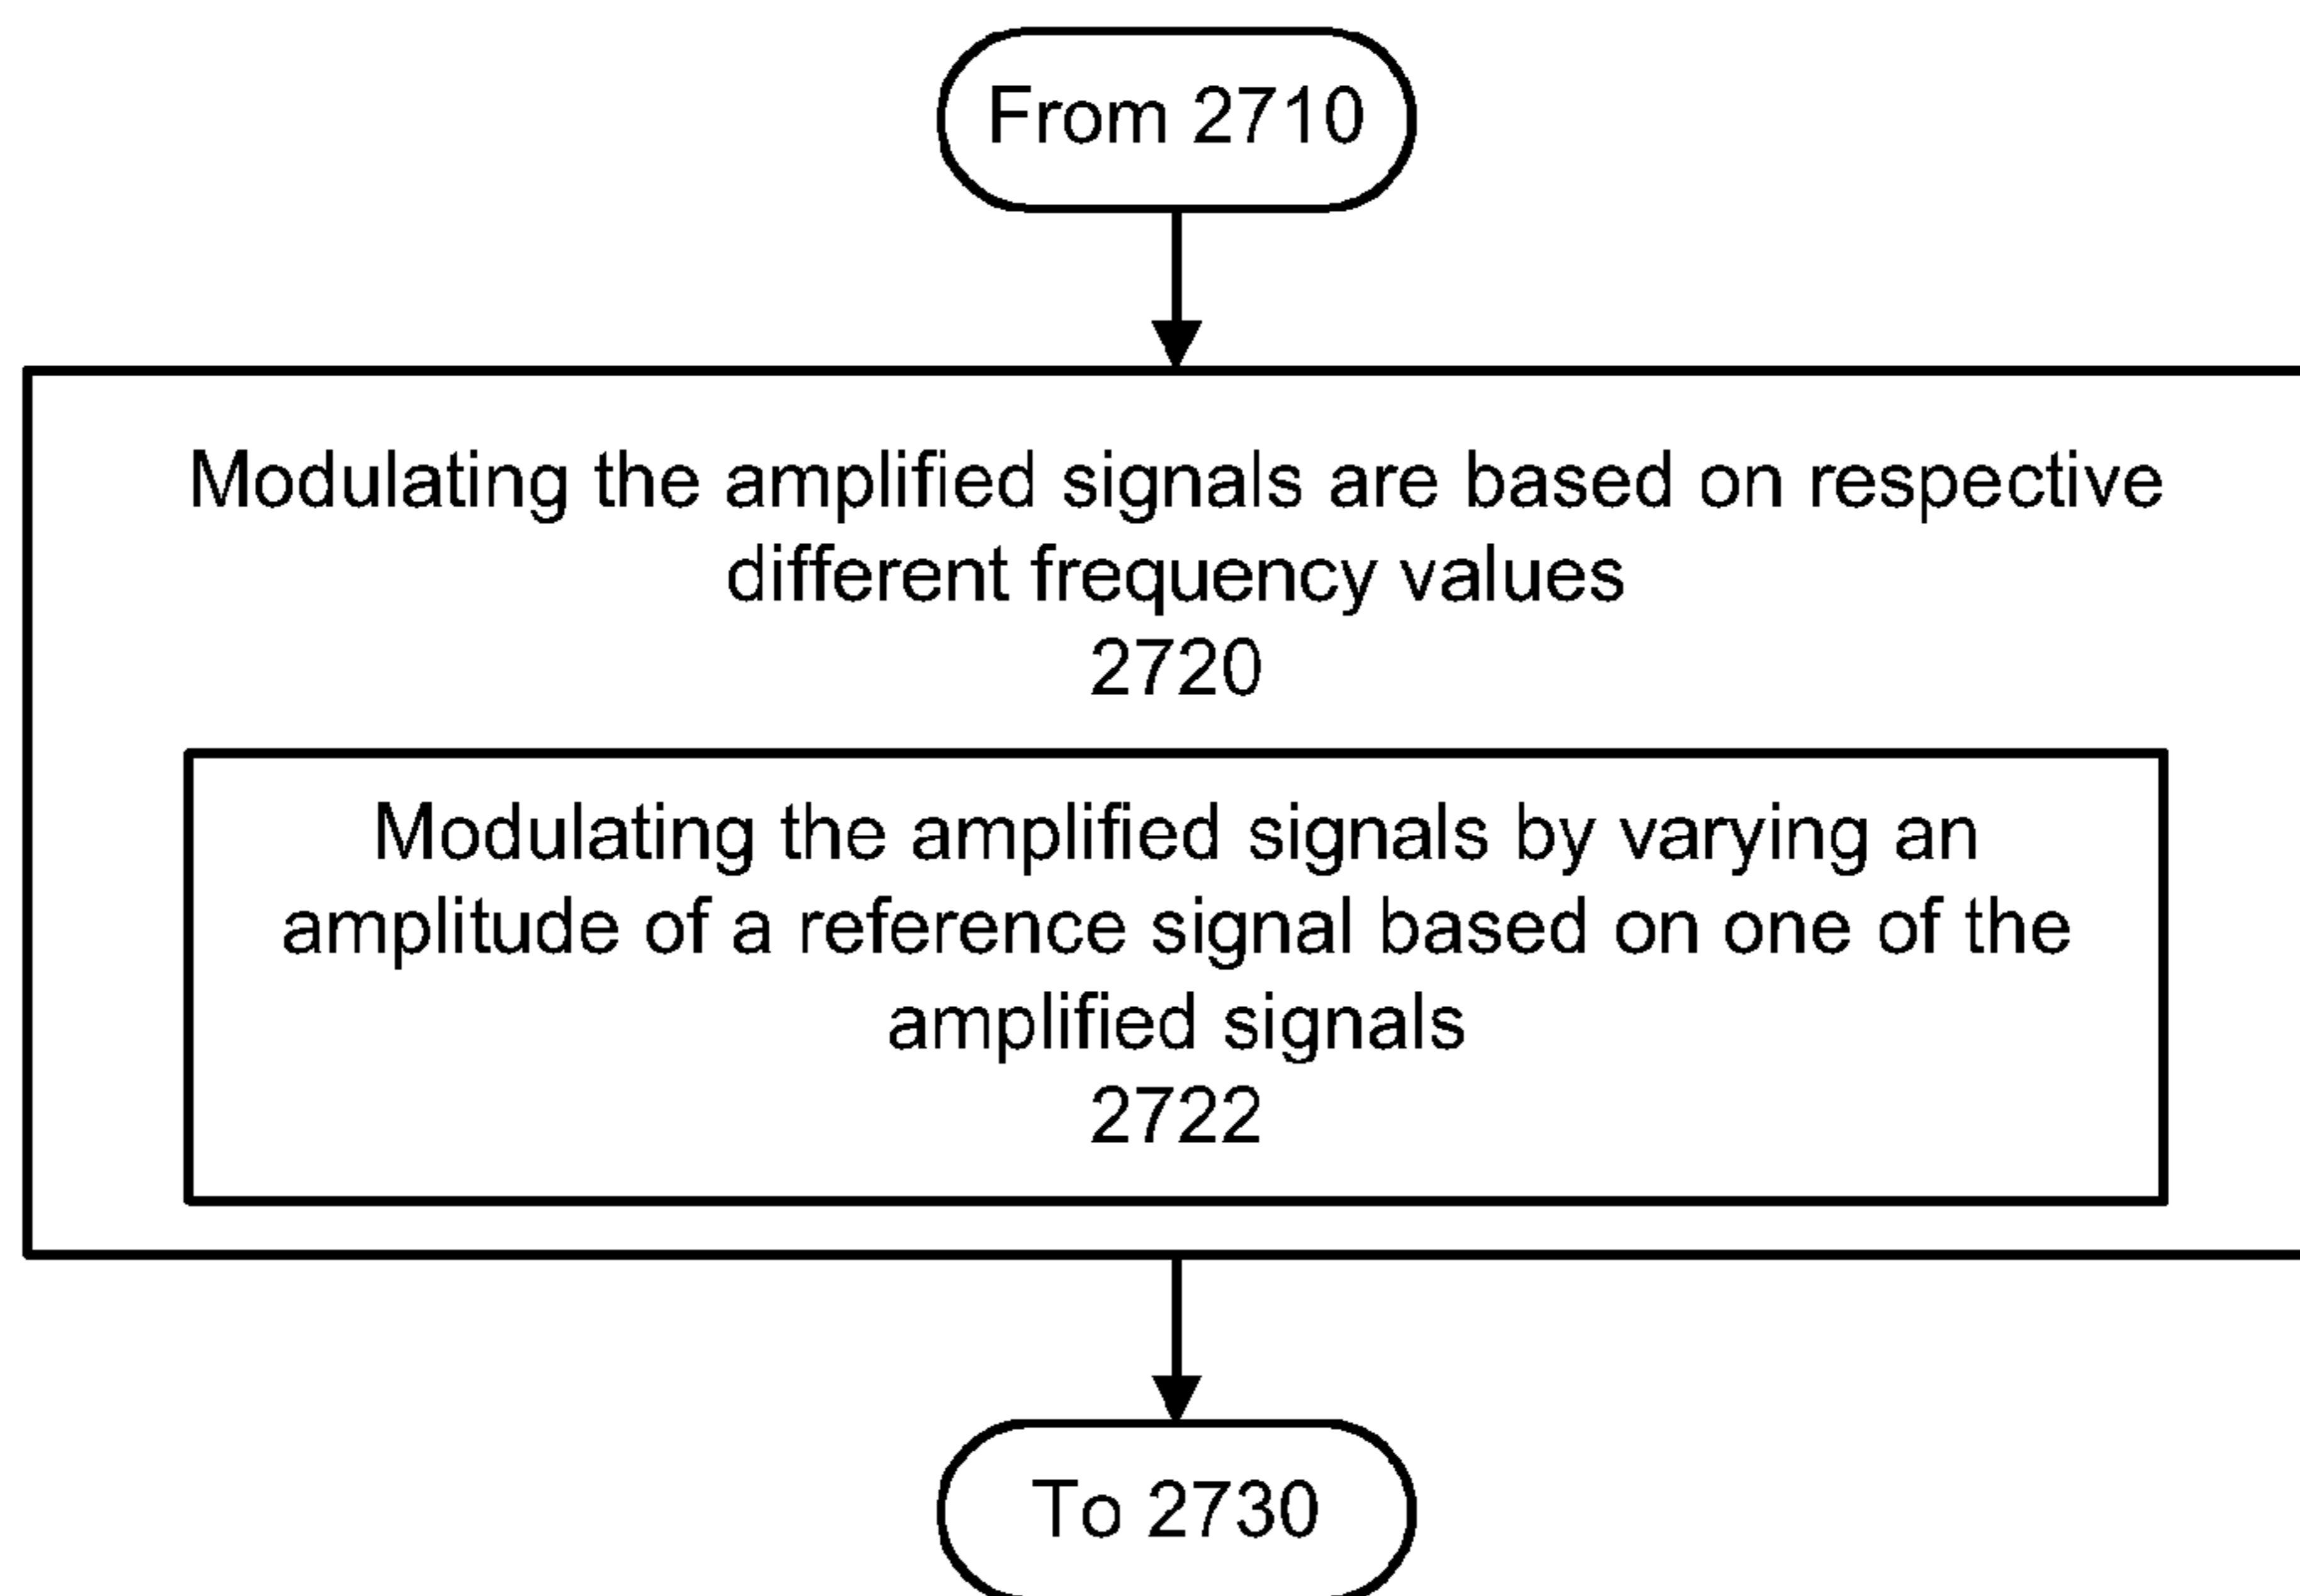 From 2710
Modulating the amplified signals are based on respective
different frequency values
2720
Modulating the amplified signals by varying an
amplitude of a reference signal based on one of the
amplified signals
2722
To 2730